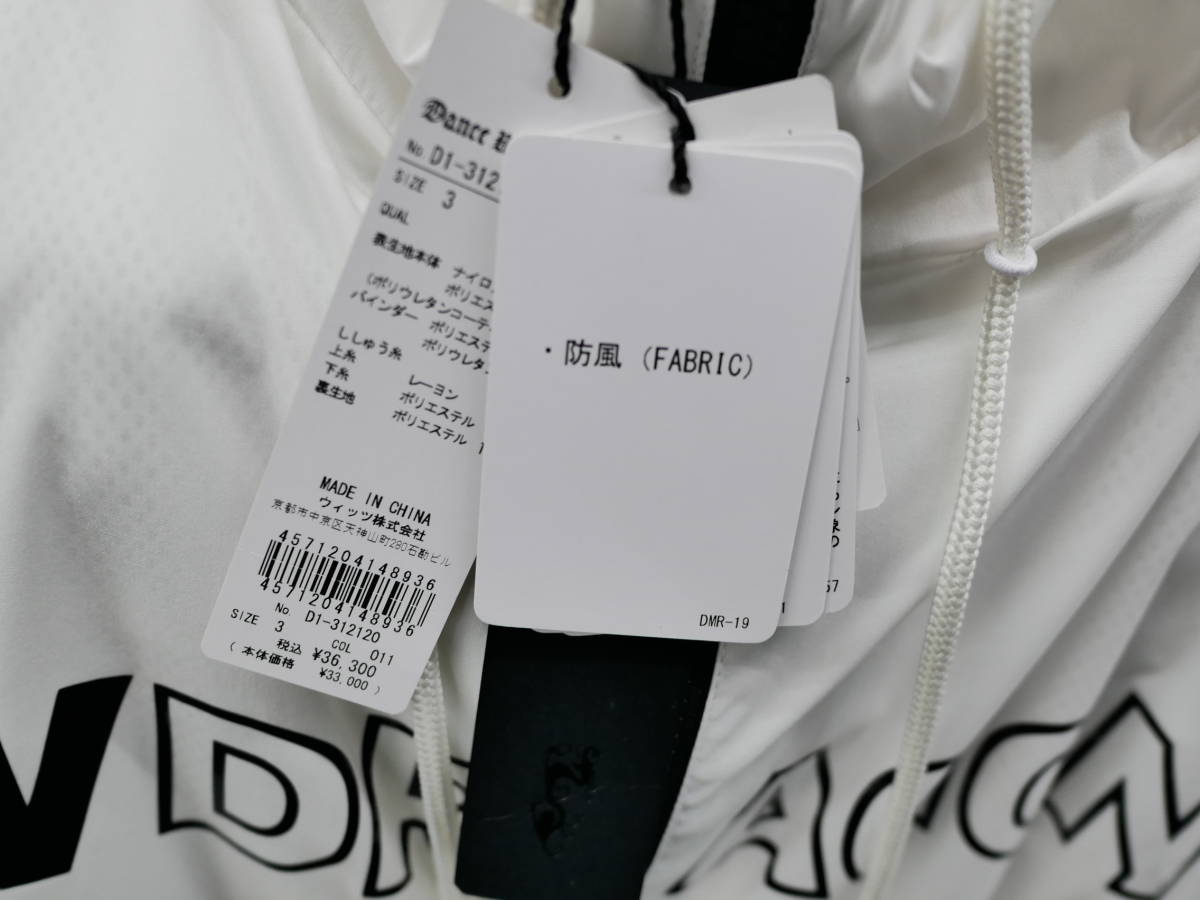 Dance
No D1-312
SIZE 3
QUAL
表生地本体 ナイロ
ポリエス
(ポリウレタンコーテ
バインダー ポリエステ
ポリウレタ
ししゅう糸
上糸 レーヨン
下糸 ポリエステル
裏生地 ポリエステル
MADE IN CHINA
ウィッツ株式会社
京都市中京区天神山町280石勘ビル
4571204148936
4571204148936
No. D1-312120
SIZE 3 COL 011
税込 ¥36,300
(本体価格 ¥33,000)
・防風 (FABRIC)
DMR-19
57